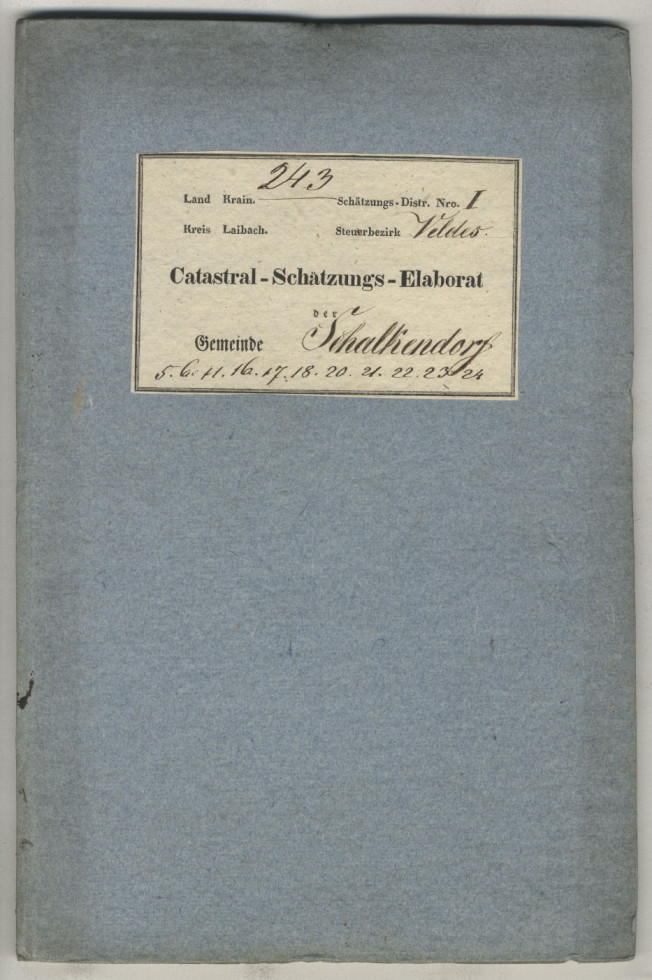 243
Land Krain. Schätzungs-Distr. Nro. I
Kreis Laibach. Steuerbezirk Veldes.
Catastral-Schätzungs-Elaborat
der
Gemeinde Schalkendorf
5. 6. 11. 16. 17. 18. 20. 21. 22. 23. 24